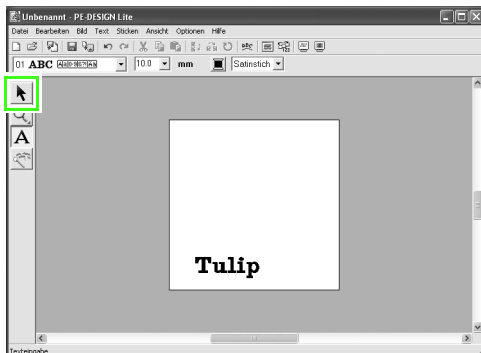 Unbenannt - PE-DESIGN Lite
Datei Bearbeiten Bild Text Sticken Ansicht Optionen Hilfe
01 ABC 10.0 mm Satinstich
A
Tulip
Texteingabe